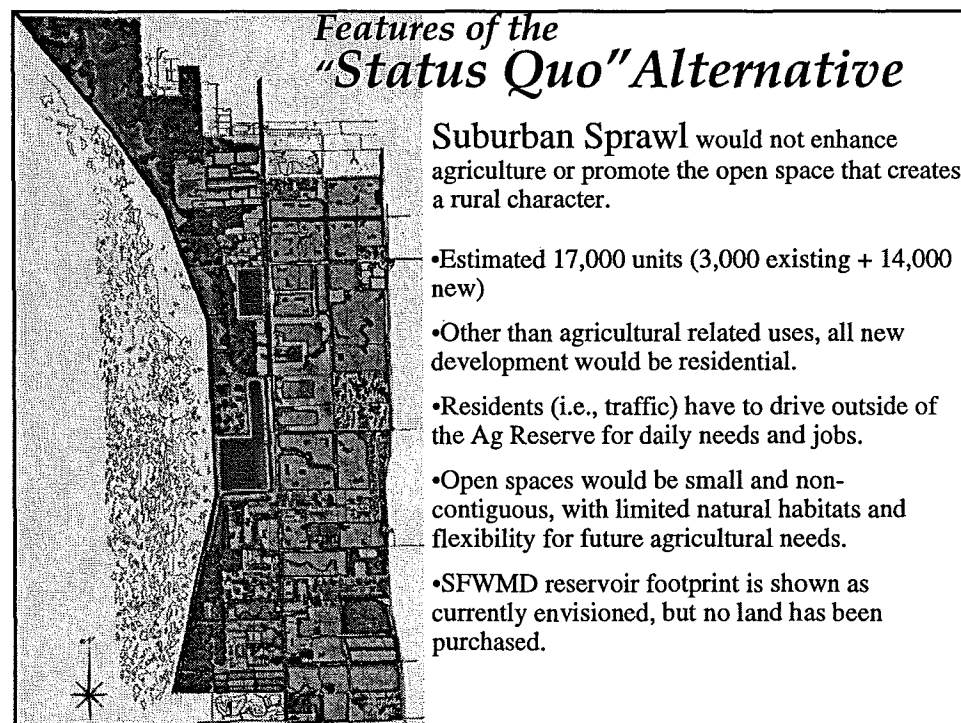 Features of the
"Status Quo" Alternative
Suburban Sprawl would not enhance
agriculture or promote the open space that creates
a rural character.
•Estimated 17,000 units (3,000 existing + 14,000
new)
•Other than agricultural related uses, all new
development would be residential.
•Residents (i.e., traffic) have to drive outside of
the Ag Reserve for daily needs and jobs.
•Open spaces would be small and non-
contiguous, with limited natural habitats and
flexibility for future agricultural needs.
•SFWMD reservoir footprint is shown as
currently envisioned, but no land has been
purchased.